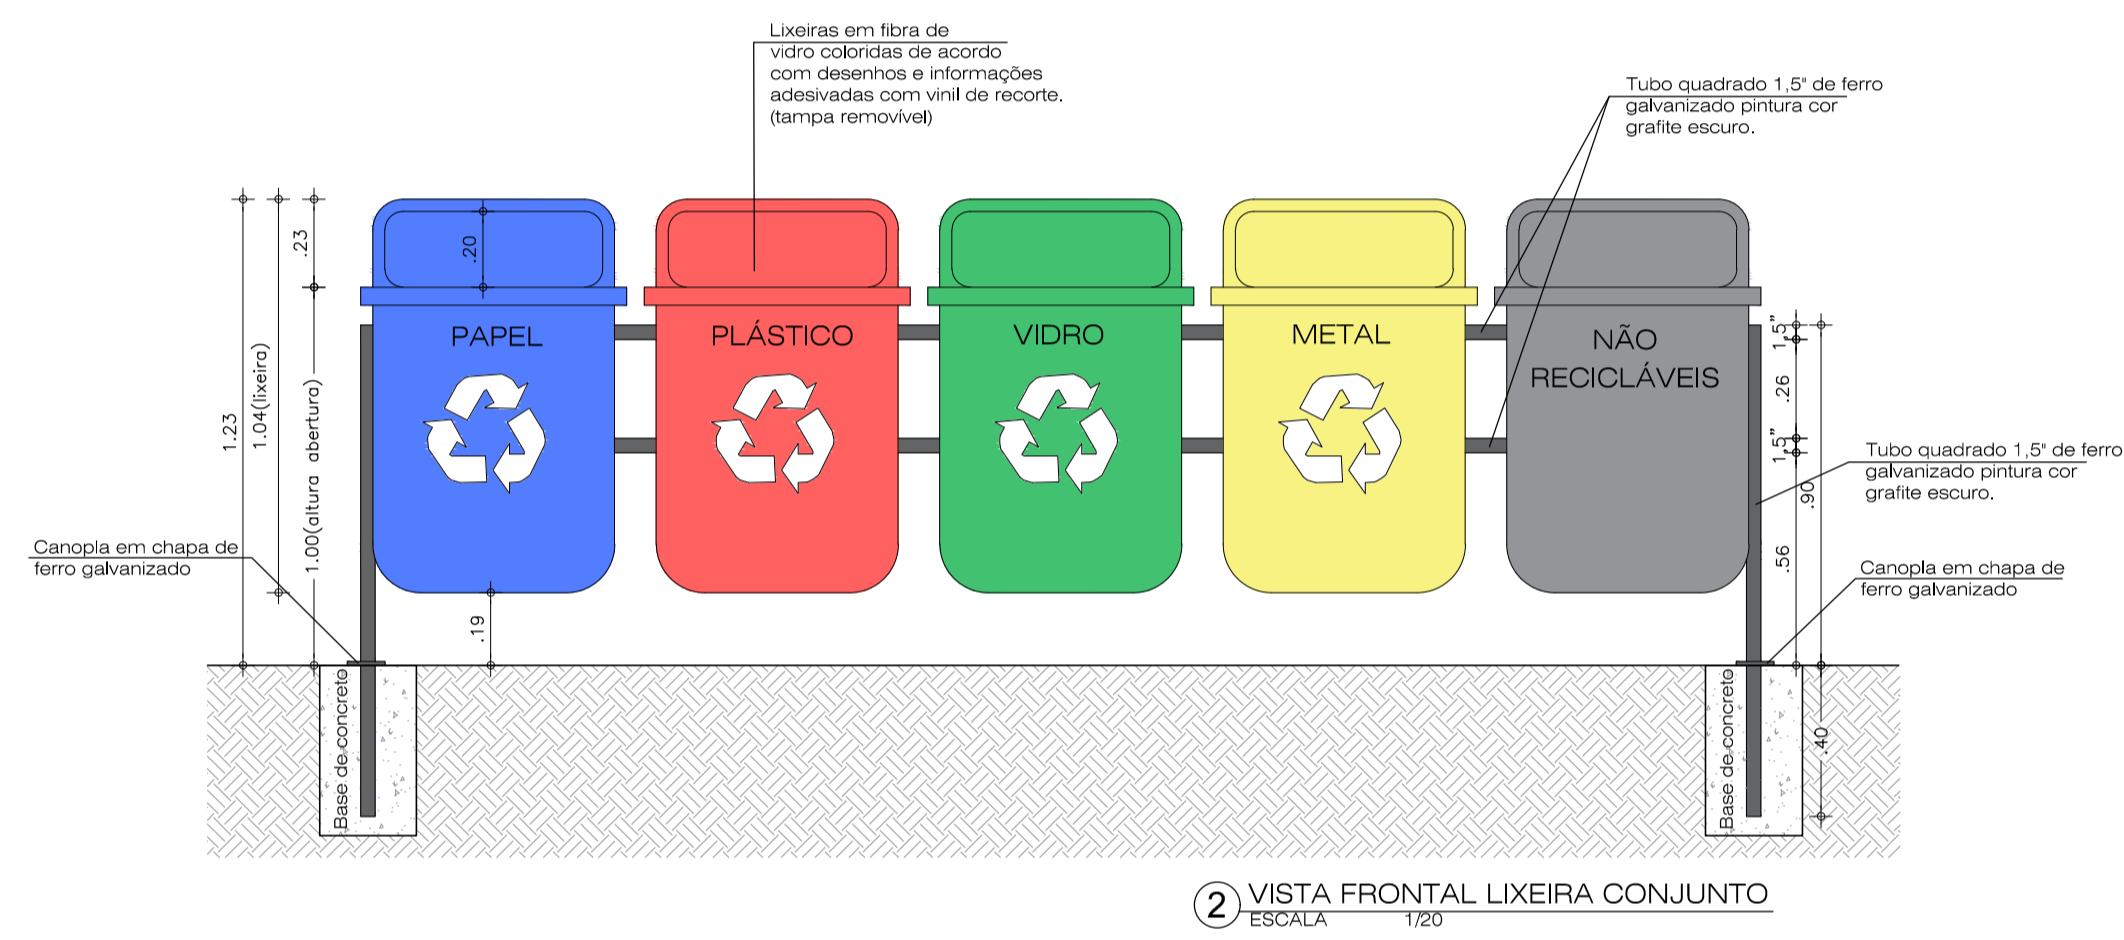 Lixeiras em fibra de
vidro coloridas de acordo
com desenhos e informações
adesivadas com vinil de recorte.
(tampa removível)
Tubo quadrado 1,5" de ferro
galvanizado pintura cor
grafite escuro.
1.23
1.04(lixeira)
.23
1.00(altura abertura)
.20
.19
PAPEL
PLÁSTICO
VIDRO
METAL
NÃO
RECICLÁVEIS
1,5"
.26
1,5"
.56
.90
.40
Tubo quadrado 1,5" de ferro
galvanizado pintura cor
grafite escuro.
Canopla em chapa de
ferro galvanizado
Canopla em chapa de
ferro galvanizado
Base de concreto
Base de concreto
2 VISTA FRONTAL LIXEIRA CONJUNTO
ESCALA 1/20